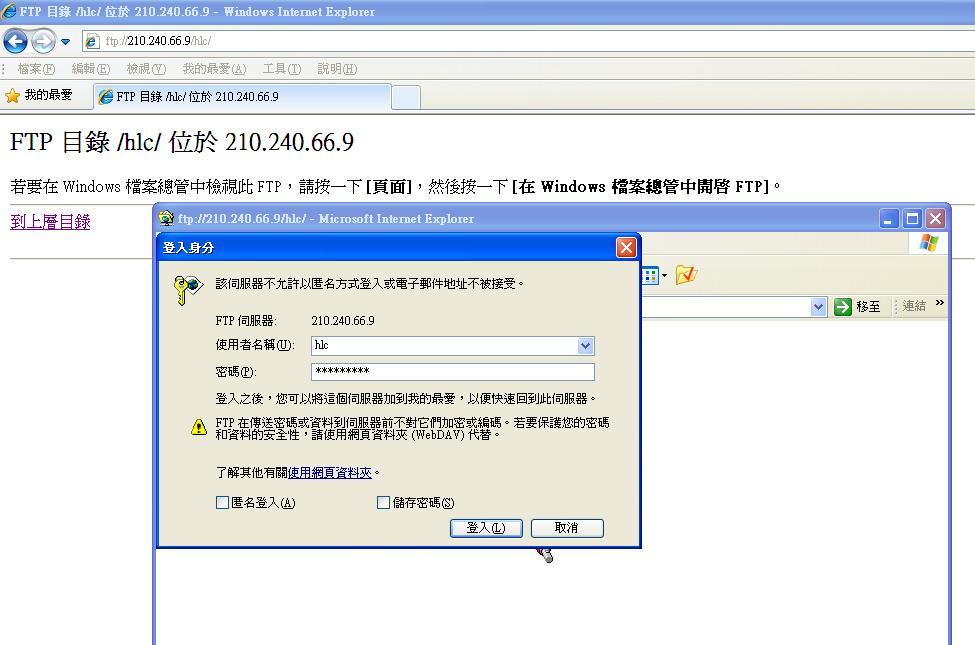 FTP 目錄 /hlc/ 位於 210.240.66.9 - Windows Internet Explorer
ftp://210.240.66.9/hlc/
檔案(F) 編輯(E) 檢視(V) 我的最愛(A) 工具(T) 說明(H)
我的最愛 FTP 目錄 /hlc/ 位於 210.240.66.9
FTP 目錄 /hlc/ 位於 210.240.66.9
若要在 Windows 檔案總管中檢視此 FTP，請按一下 [頁面]，然後按一下 [在 Windows 檔案總管中開啓 FTP]。
到上層目錄
ftp://210.240.66.9/hlc/ - Microsoft Internet Explorer
移至 連結 »
登入身分
該伺服器不允許以匿名方式登入或電子郵件地址不被接受。
FTP 伺服器: 210.240.66.9
使用者名稱(U): hlc
密碼(P): *********
登入之後，您可以將這個伺服器加到我的最愛，以便快速回到此伺服器。
FTP 在傳送密碼或資料到伺服器前不對它們加密或編碼。若要保護您的密碼
和資料的安全性，請使用網頁資料夾 (WebDAV) 代替。
了解其他有關使用網頁資料夾。
匿名登入(A) 儲存密碼(S)
登入(L) 取消